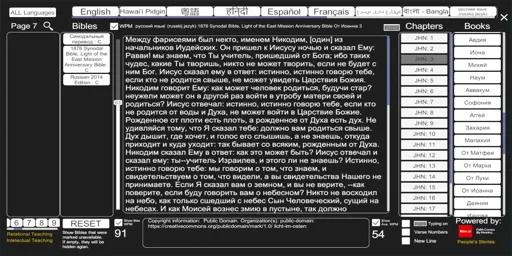 ALL Languages
English
Hawai'i Pidgin
粵語
हिन्दी
Español
Français
Page 7
Bibles
WPM
русский язык (russkij jazyk) 1876 Synodal Bible, Light of the East Mission Anniversary Bible От Иоанна 3
Chapters
Books
Синодальный перевод : C
1876 Synodal Bible, Light of the East Mission Anniversary Bible : C
Russian 2014 Edition : C
Между фарисеями был некто, именем Никодим, [один] из
начальников Иудейских. Он пришел к Иисусу ночью и сказал Ему:
Равви! мы знаем, что Ты учитель, пришедший от Бога; ибо таких
чудес, какие Ты творишь, никто не может творить, если не будет с
ним Бог. Иисус сказал ему в ответ: истинно, истинно говорю тебе,
если кто не родится свыше, не может увидеть Царствия Божия.
Никодим говорит Ему: как может человек родиться, будучи стар?
неужели может он в другой раз войти в утробу матери своей и
родиться? Иисус отвечал: истинно, истинно говорю тебе, если кто
не родится от воды и Духа, не может войти в Царствие Божие.
Рожденное от плоти есть плоть, а рожденное от Духа есть дух. Не
удивляйся тому, что Я сказал тебе: должно вам родиться свыше.
Дух дышит, где хочет, и голос его слышишь, а не знаешь, откуда
приходит и куда уходит: так бывает со всяким, рожденным от Духа.
Никодим сказал Ему в ответ: как это может быть? Иисус отвечал и
сказал ему: ты–учитель Израилев, и этого ли не знаешь? Истинно,
истинно говорю тебе: мы говорим о том, что знаем, и
свидетельствуем о том, что видели, а вы свидетельства Нашего не
принимаете. Если Я сказал вам о земном, и вы не верите, –как
поверите, если буду говорить вам о небесном? Никто не восходил
на небо, как только сшедший с небес Сын Человеческий, сущий на
небесах. И как Моисей вознес змию в пустыне, так должно
JHN: 1
JHN: 2
JHN: 3
JHN: 4
JHN: 5
JHN: 6
JHN: 7
JHN: 8
JHN: 9
JHN: 10
JHN: 11
JHN: 12
JHN: 13
JHN: 14
JHN: 15
JHN: 16
JHN: 17
Авдия
Иона
Михей
Наум
Аввакум
Софония
Аггей
Захария
Малахия
От Матфея
От Марка
От Луки
От Иоанна
Деяния
6 7 8 9
RESET
Relational Teaching
Intelectual Teaching
Show Bibles that were marked unavailable. If empty, they will be hidden again.
91
Copyright information: Public Domain. Organizations: public-domain:
https://creativecommons.org/publicdomain/mark/1.0/ licht-im-osten:
54
Typing on
Verse Numbers
New Line
Powered by:
People's Stories